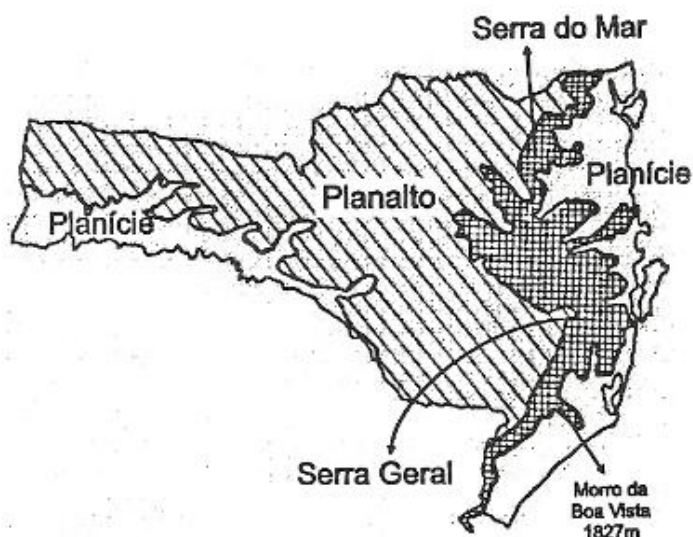 Serra do Mar
Planície
Planalto
Planície
Serra Geral
Morro da
Boa Vista
1827m